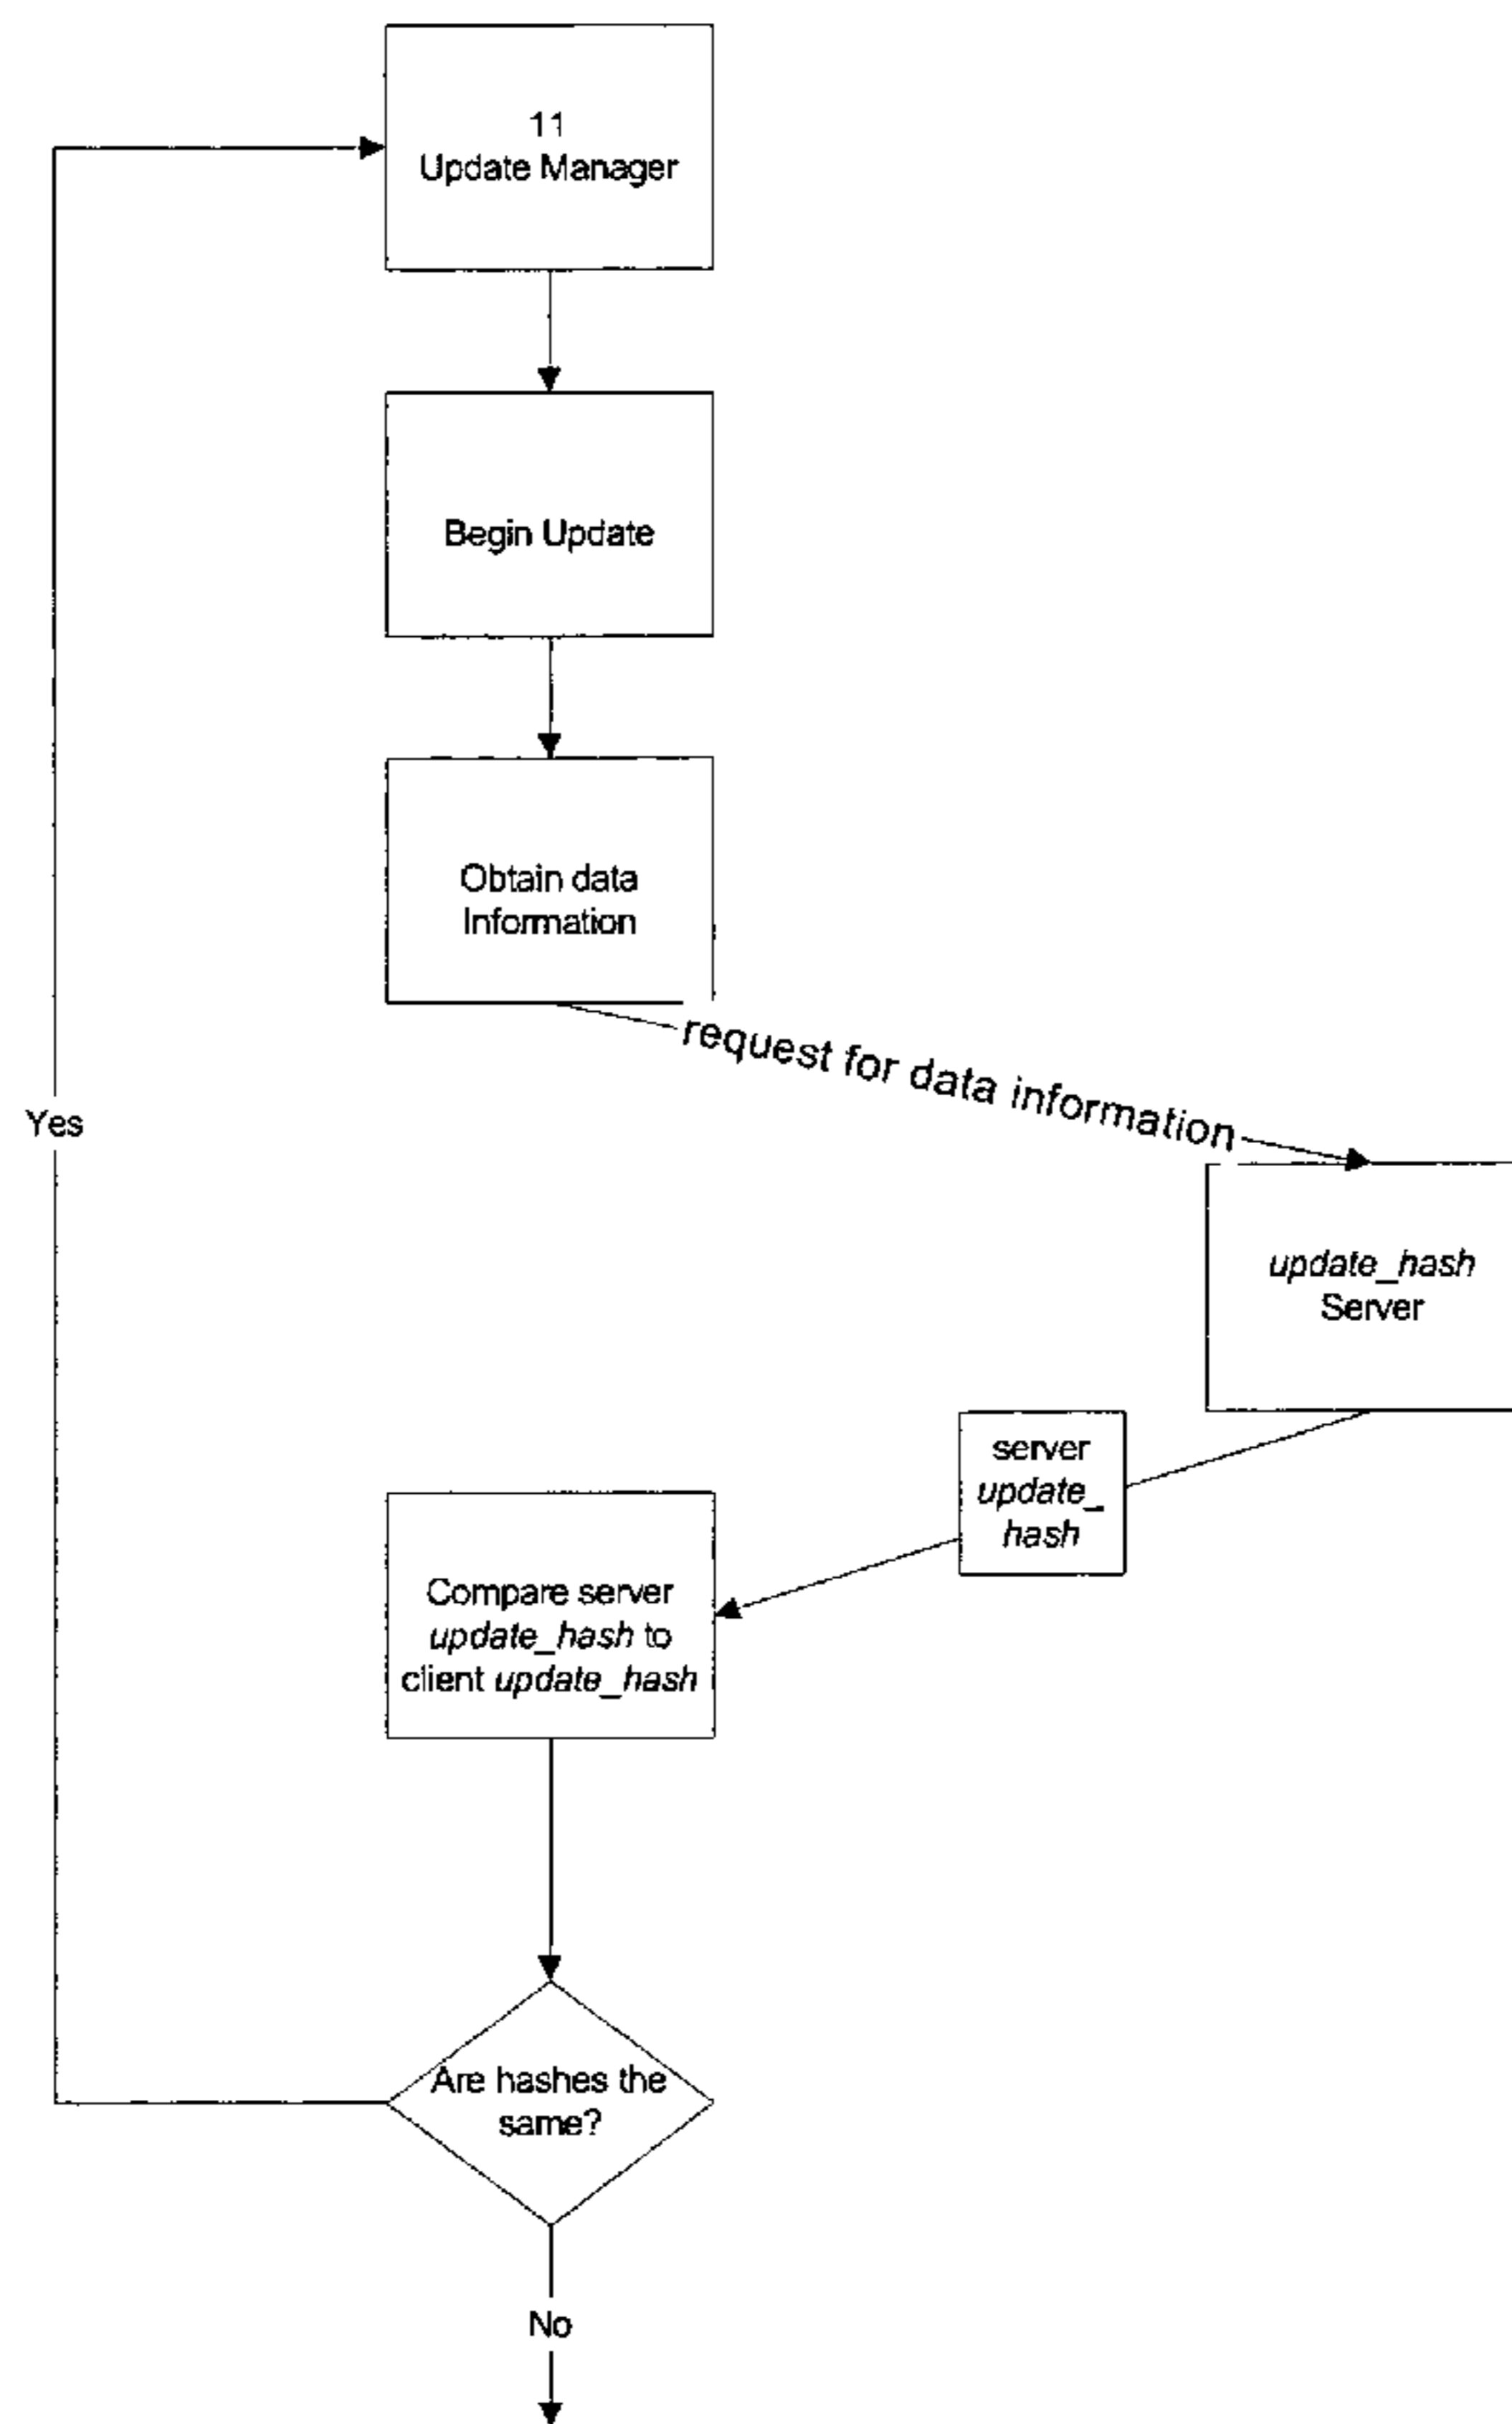 11
Update Manager
Begin Update
Obtain data
Information
request for data information
update_hash
Server
server
update_
hash
Compare server
update_hash to
client update_hash
Yes
Are hashes the
same?
No